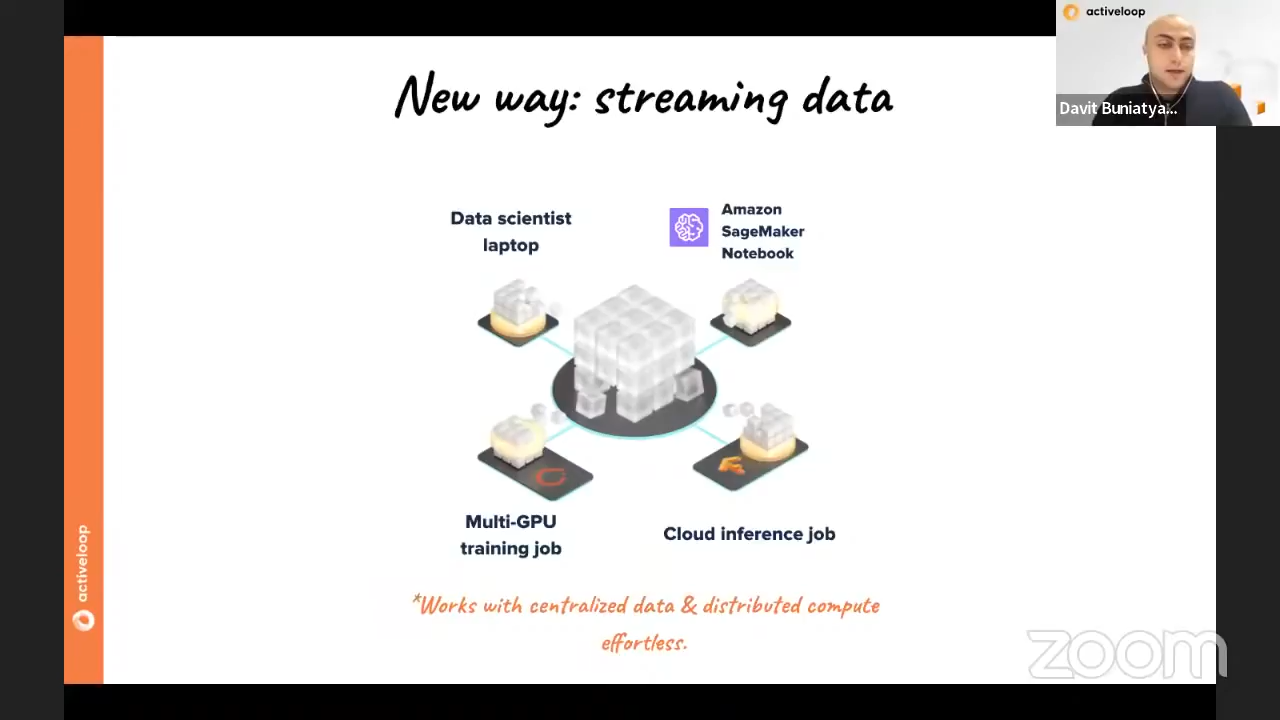 activeloop
Davit Buniatya...
New way: streaming data
Data scientist
laptop
Amazon
SageMaker
Notebook
Multi-GPU
training job
Cloud inference job
*Works with centralized data & distributed compute
effortless.
activeloop
zoom